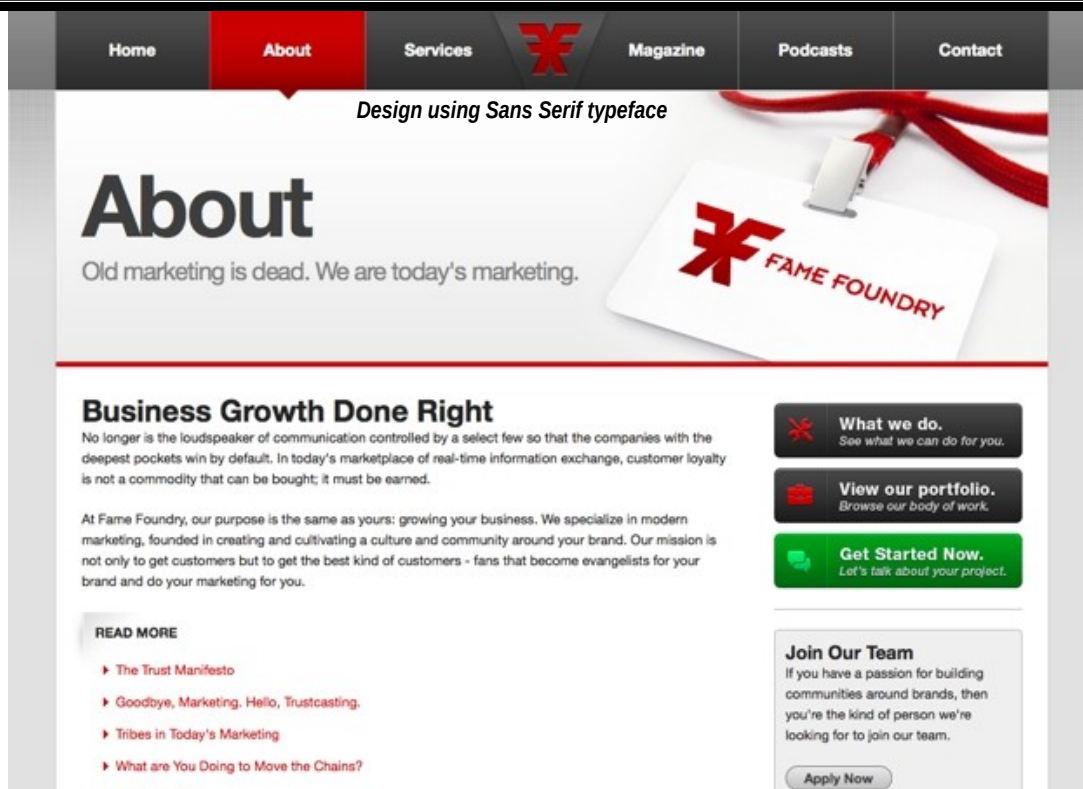 Home About Services Magazine Podcasts Contact
Design using Sans Serif typeface
About
Old marketing is dead. We are today's marketing.
FAME FOUNDRY
Business Growth Done Right
No longer is the loudspeaker of communication controlled by a select few so that the companies with the
deepest pockets win by default. In today's marketplace of real-time information exchange, customer loyalty
is not a commodity that can be bought; it must be earned.
At Fame Foundry, our purpose is the same as yours: growing your business. We specialize in modern
marketing, founded in creating and cultivating a culture and community around your brand. Our mission is
not only to get customers but to get the best kind of customers - fans that become evangelists for your
brand and do your marketing for you.
READ MORE
The Trust Manifesto
Goodbye, Marketing. Hello, Trustcasting.
Tribes in Today's Marketing
What are You Doing to Move the Chains?
What we do.
See what we can do for you.
View our portfolio.
Browse our body of work.
Get Started Now.
Let's talk about your project.
Join Our Team
If you have a passion for building
communities around brands, then
you're the kind of person we're
looking for to join our team.
Apply Now